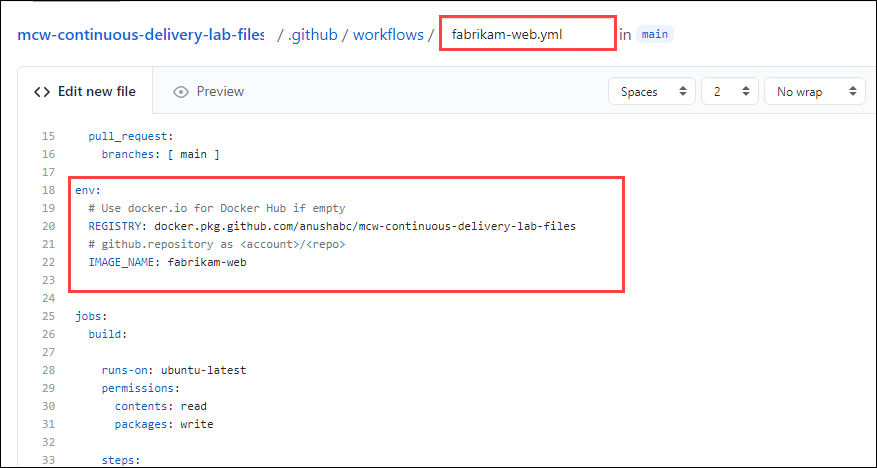 mcw-continuous-delivery-lab-files / .github / workflows / fabrikam-web.yml in main
<> Edit new file Preview Spaces 2 No wrap
15 pull_request:
16 branches: [ main ]
17
18 env:
19 # Use docker.io for Docker Hub if empty
20 REGISTRY: docker.pkg.github.com/anushabc/mcw-continuous-delivery-lab-files
21 # github.repository as <account>/<repo>
22 IMAGE_NAME: fabrikam-web
23
24
25 jobs:
26 build:
27
28 runs-on: ubuntu-latest
29 permissions:
30 contents: read
31 packages: write
32
33 steps: